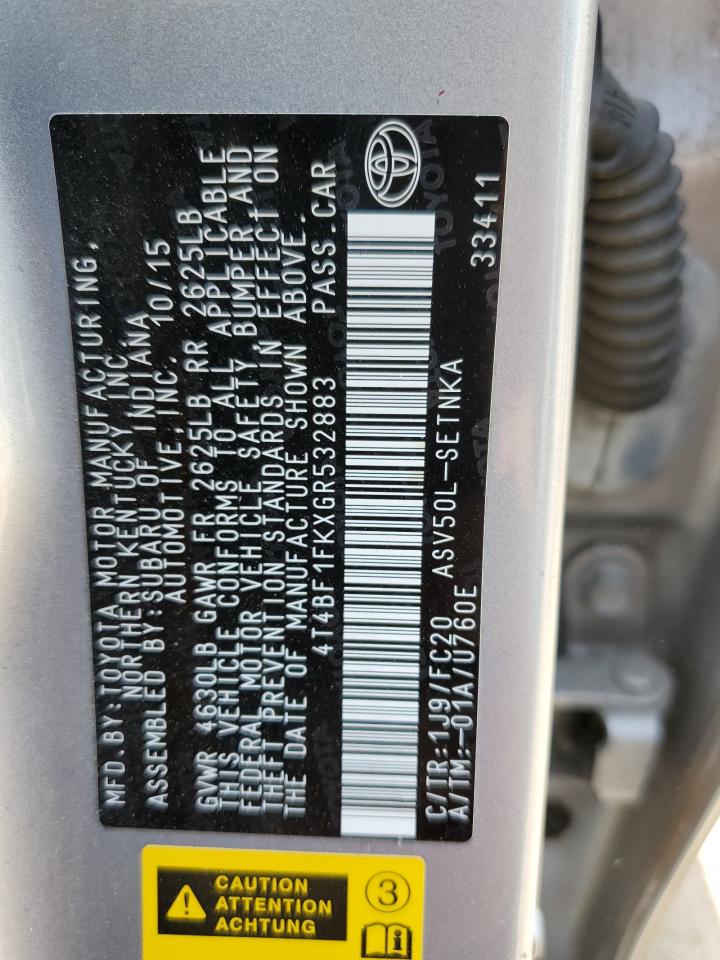 MFD.BY:TOYOTA MOTOR MANUFACTURING,
NORTHERN KENTUCKY INC.
ASSEMBLED BY:SUBARU OF INDIANA
AUTOMOTIVE,INC. 10/15
GVWR 4630LB GAWR FR 2625LB RR 2625LB
THIS VEHICLE CONFORMS TO ALL APPLICABLE
FEDERAL MOTOR VEHICLE SAFETY,BUMPER AND
THEFT PREVENTION STANDARDS IN EFFECT ON
THE DATE OF MANUFACTURE SHOWN ABOVE.
4T4BF1FKXGR532883 PASS.CAR
C/TR:1J9/FC20 ASV50L-SETNKA 33411
A/TM:-01A/U760E
CAUTION
ATTENTION
ACHTUNG
3